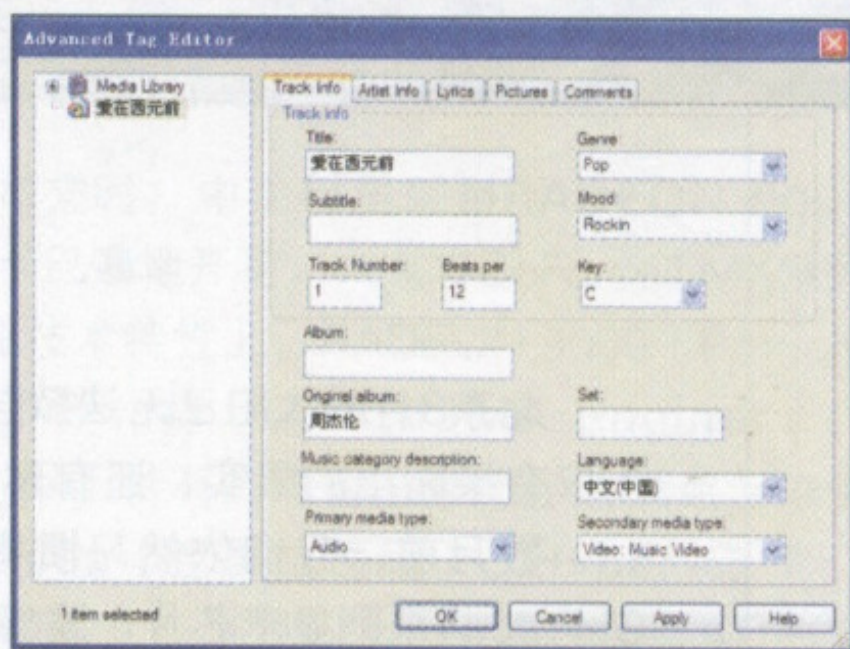 Advanced Tag Editor
Media Library
愛在西元前
Track Info Artist Info Lyrics Pictures Comments
Track info
Title: Genre:
愛在西元前 Pop
Subtitle: Mood:
Rockin
Track Number: Beats per Key:
1 12 C
Album:
Original album: Set:
周杰伦
Music category description: Language:
中文(中国)
Primary media type: Secondary media type:
Audio Video: Music Video
1 item selected OK Cancel Apply Help